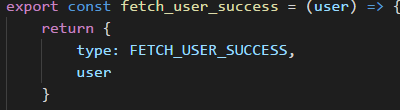 export const fetch_user_success = (user) => {
    return {
        type: FETCH_USER_SUCCESS,
        user
    }